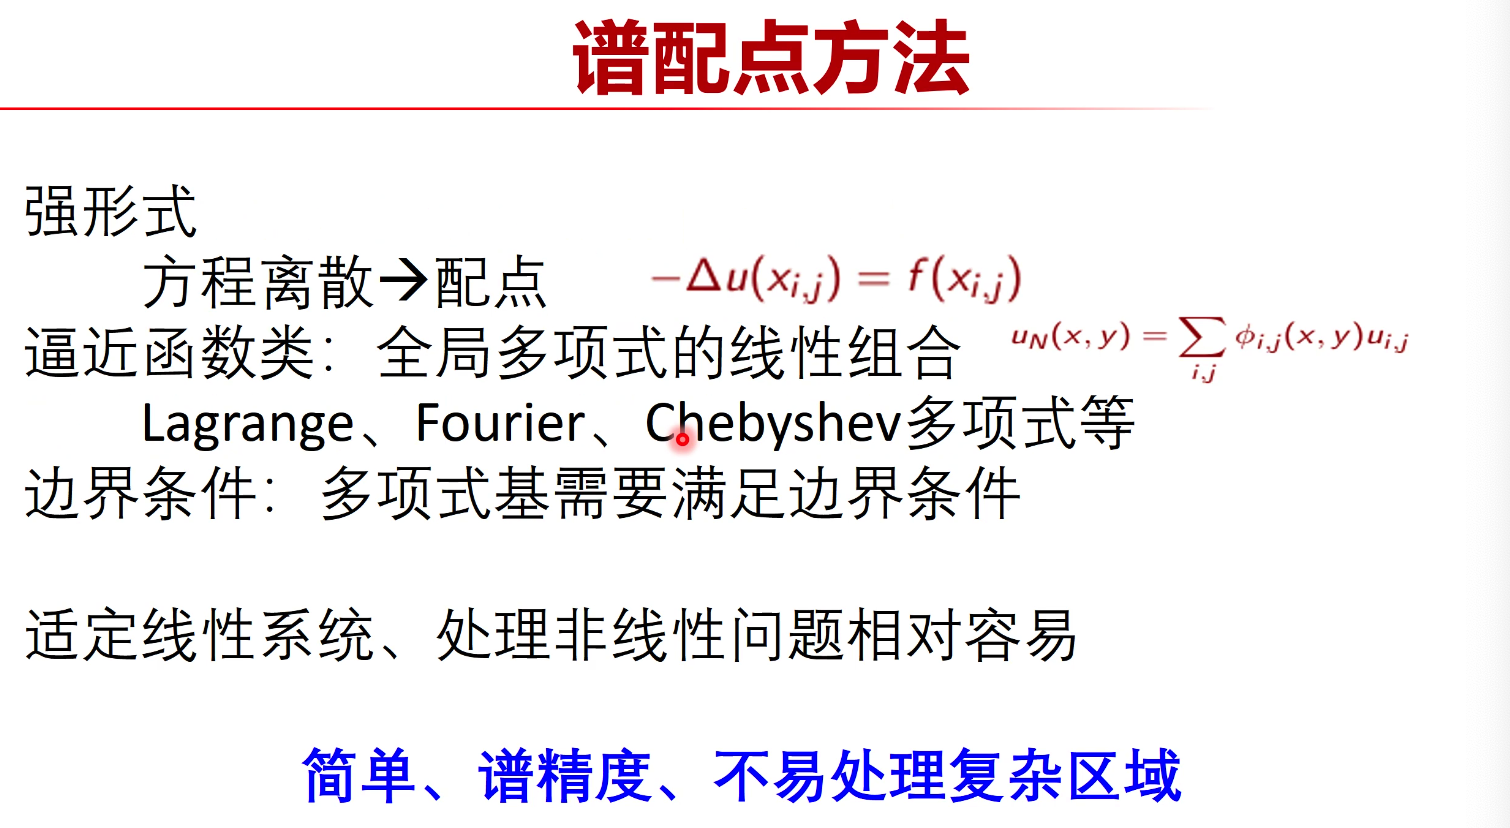 谱配点方法
强形式
方程离散→配点 −Δu(x_{i,j}) = f(x_{i,j})
逼近函数类：全局多项式的线性组合 u_N(x, y) = ∑_{i,j} ϕ_{i,j}(x, y)u_{i,j}
Lagrange、Fourier、Chebyshev多项式等
边界条件：多项式基需要满足边界条件
适定线性系统、处理非线性问题相对容易
简单、谱精度、不易处理复杂区域